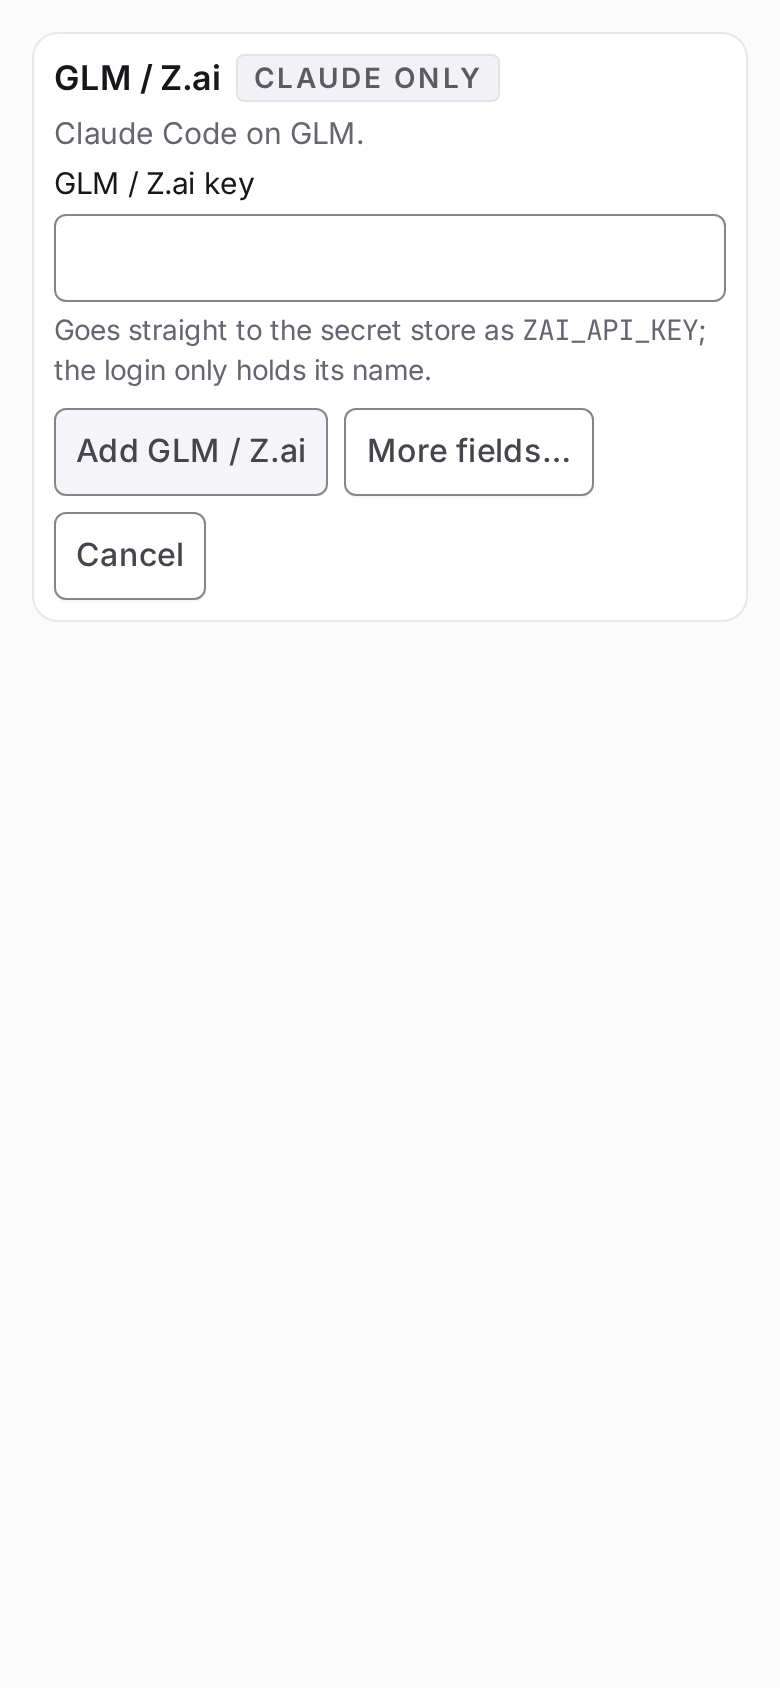 GLM / Z.ai CLAUDE ONLY
Claude Code on GLM.
GLM / Z.ai key
Goes straight to the secret store as ZAI_API_KEY;
the login only holds its name.
Add GLM / Z.ai More fields...
Cancel